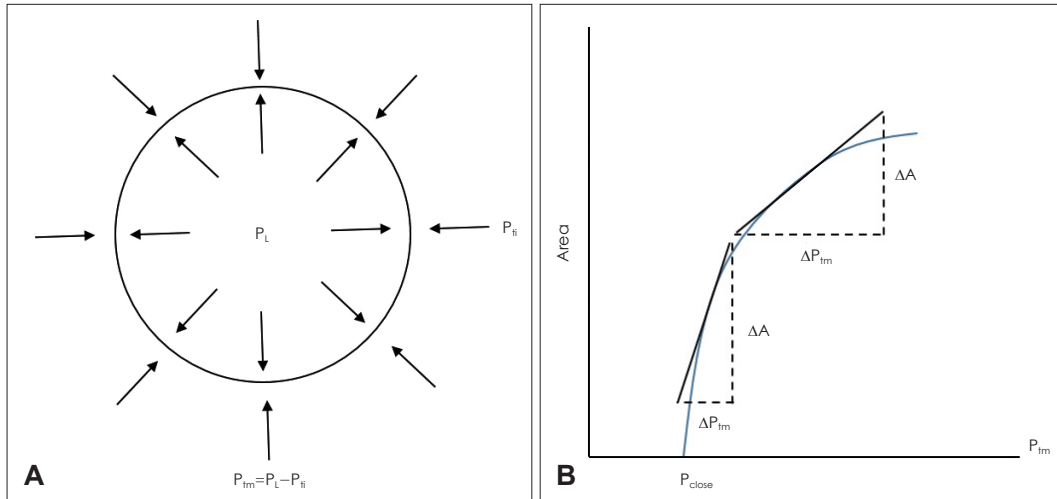 P_L
P_ti
P_tm=P_L−P_ti
A
Area
ΔA
ΔP_tm
ΔA
ΔP_tm
P_tm
P_close
B